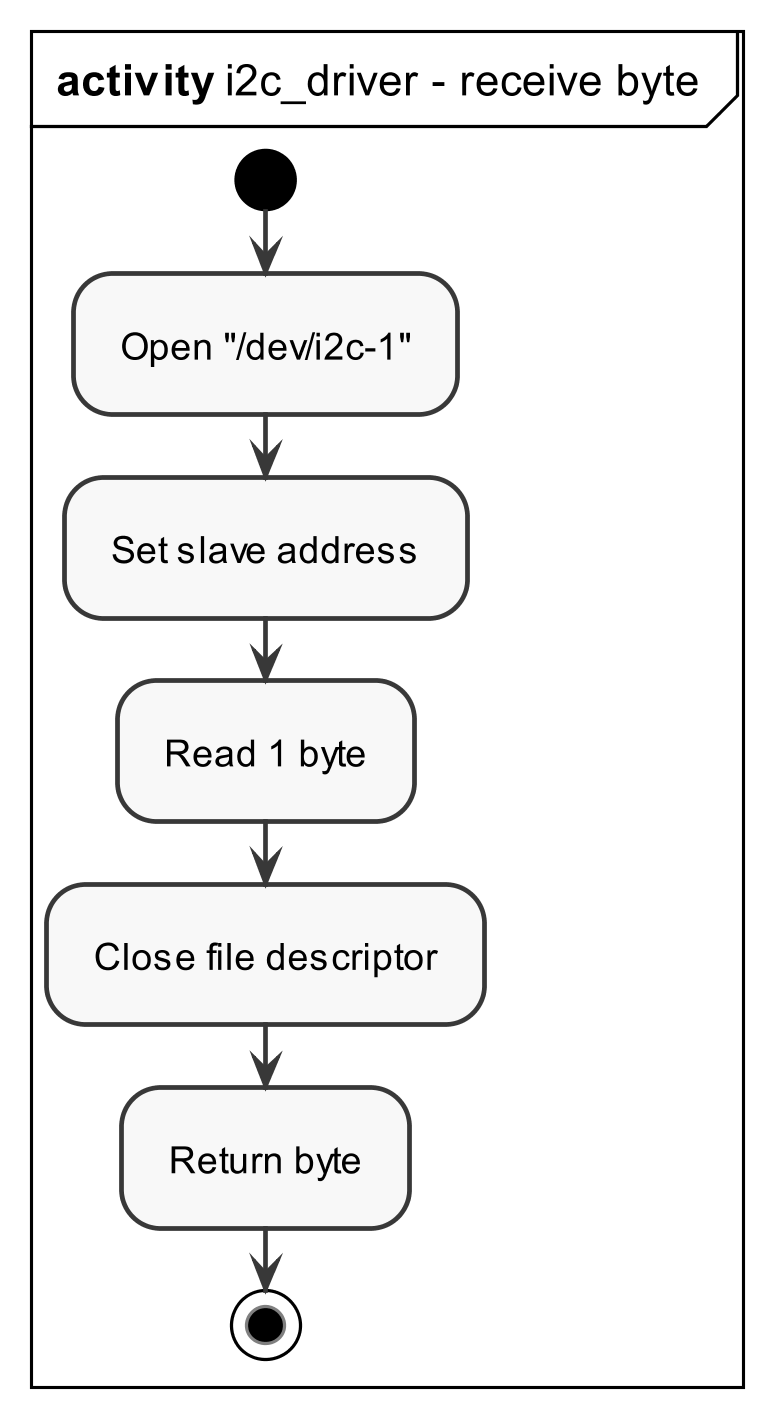 activity i2c_driver - receive byte
Open "/dev/i2c-1"
Set slave address
Read 1 byte
Close file descriptor
Return byte